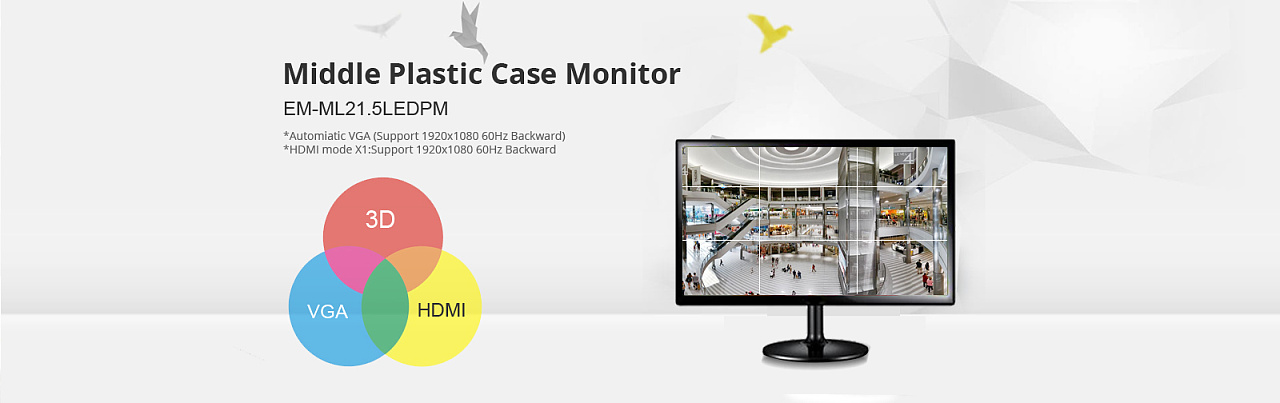 Middle Plastic Case Monitor
EM-ML21.5LEDPM
*Automiatic VGA (Support 1920x1080 60Hz Backward)
*HDMI mode X1:Support 1920x1080 60Hz Backward
3D
VGA
HDMI
4